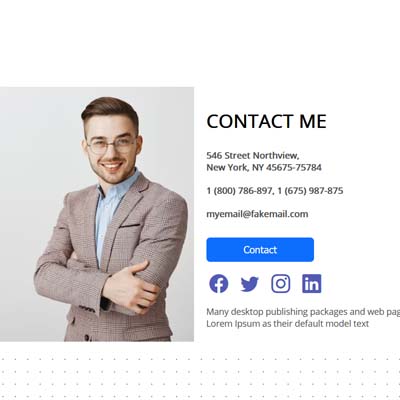 CONTACT ME
546 Street Northview,
New York, NY 45675-75784
1 (800) 786-897, 1 (675) 987-875
myemail@fakemail.com
Contact
Many desktop publishing packages and web pag
Lorem Ipsum as their default model text